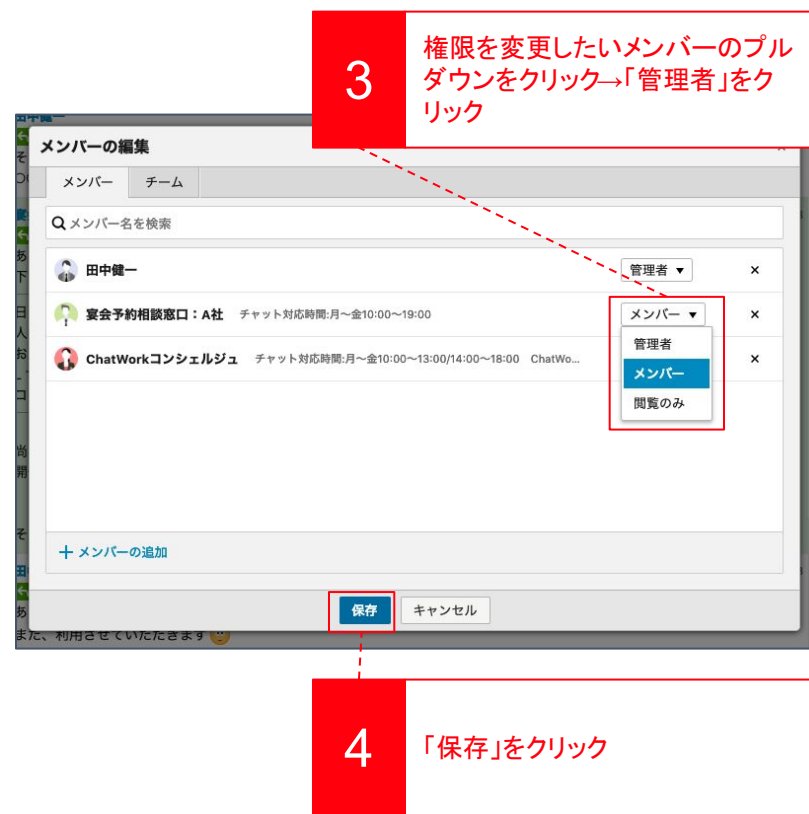 3
権限を変更したいメンバーのプル
ダウンをクリック→「管理者」をク
リック
メンバーの編集
メンバー チーム
メンバー名を検索
田中健一 管理者 ▼ ×
宴会予約相談窓口：A社 チャット対応時間:月～金10:00～19:00 メンバー ▼ ×
管理者
ChatWorkコンシェルジュ チャット対応時間:月～金10:00～13:00/14:00～18:00 ChatWo... ×
メンバー
閲覧のみ
＋ メンバーの追加
保存 キャンセル
また、利用させていただきます
4
「保存」をクリック